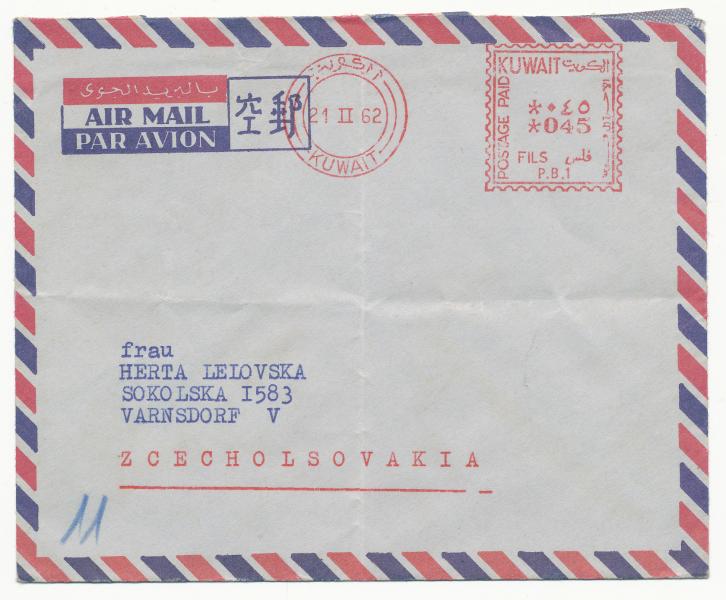 بالبريد الجوي
AIR MAIL
PAR AVION
空郵
الكويت
21 II 62
KUWAIT
KUWAIT الكويت
POSTAGE PAID
*٠٤٥
*045
FILS فلس
P.B.1
frau
HERTA LELOVSKA
SOKOLSKA I583
VARNSDORF V
ZCECHOLSOVAKIA
11